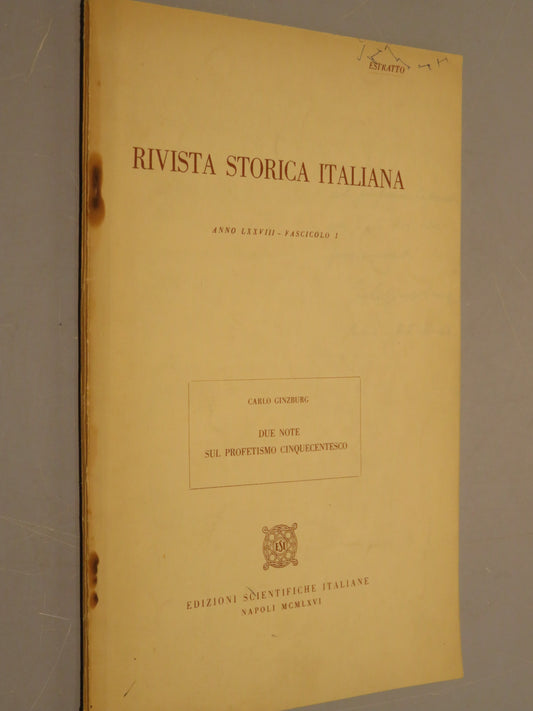 ESTRATTO
RIVISTA STORICA ITALIANA
ANNO LXXVIII - FASCICOLO 1
CARLO GINZBURG
DUE NOTE
SUL PROFETISMO CINQUECENTESCO
ESI
EDIZIONI SCIENTIFICHE ITALIANE
NAPOLI MCMLXVI